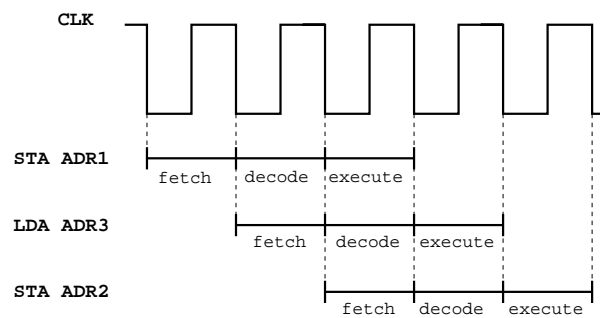 CLK
STA ADR1
fetch decode execute
LDA ADR3
fetch decode execute
STA ADR2
fetch decode execute